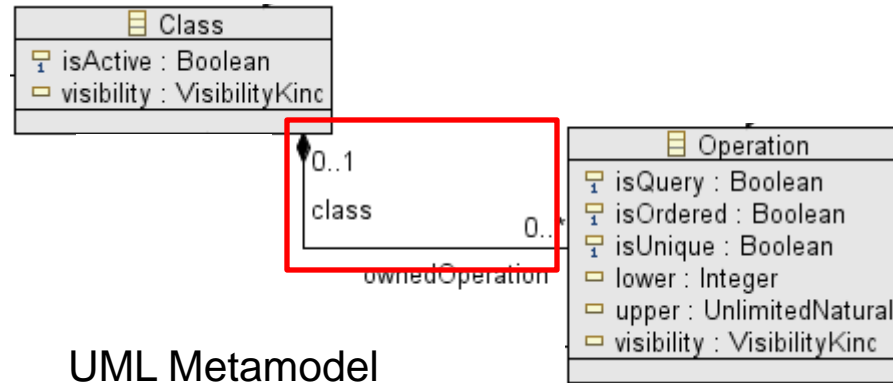 Class
isActive : Boolean
visibility : VisibilityKinc
0..1
class
0..*
ownedOperation
Operation
isQuery : Boolean
isOrdered : Boolean
isUnique : Boolean
lower : Integer
upper : UnlimitedNatural
visibility : VisibilityKinc
UML Metamodel